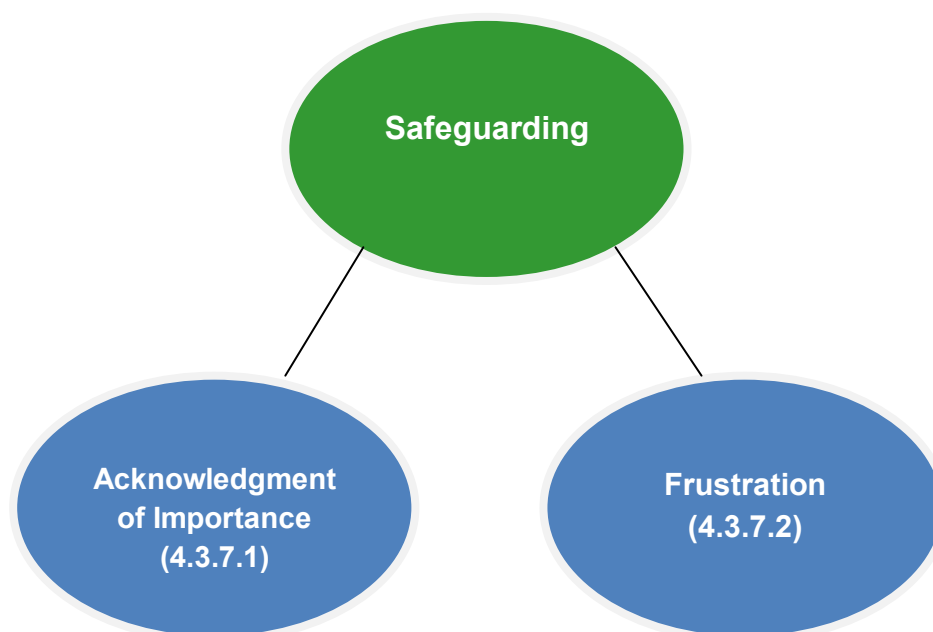 Safeguarding
Acknowledgment
of Importance
(4.3.7.1)
Frustration
(4.3.7.2)